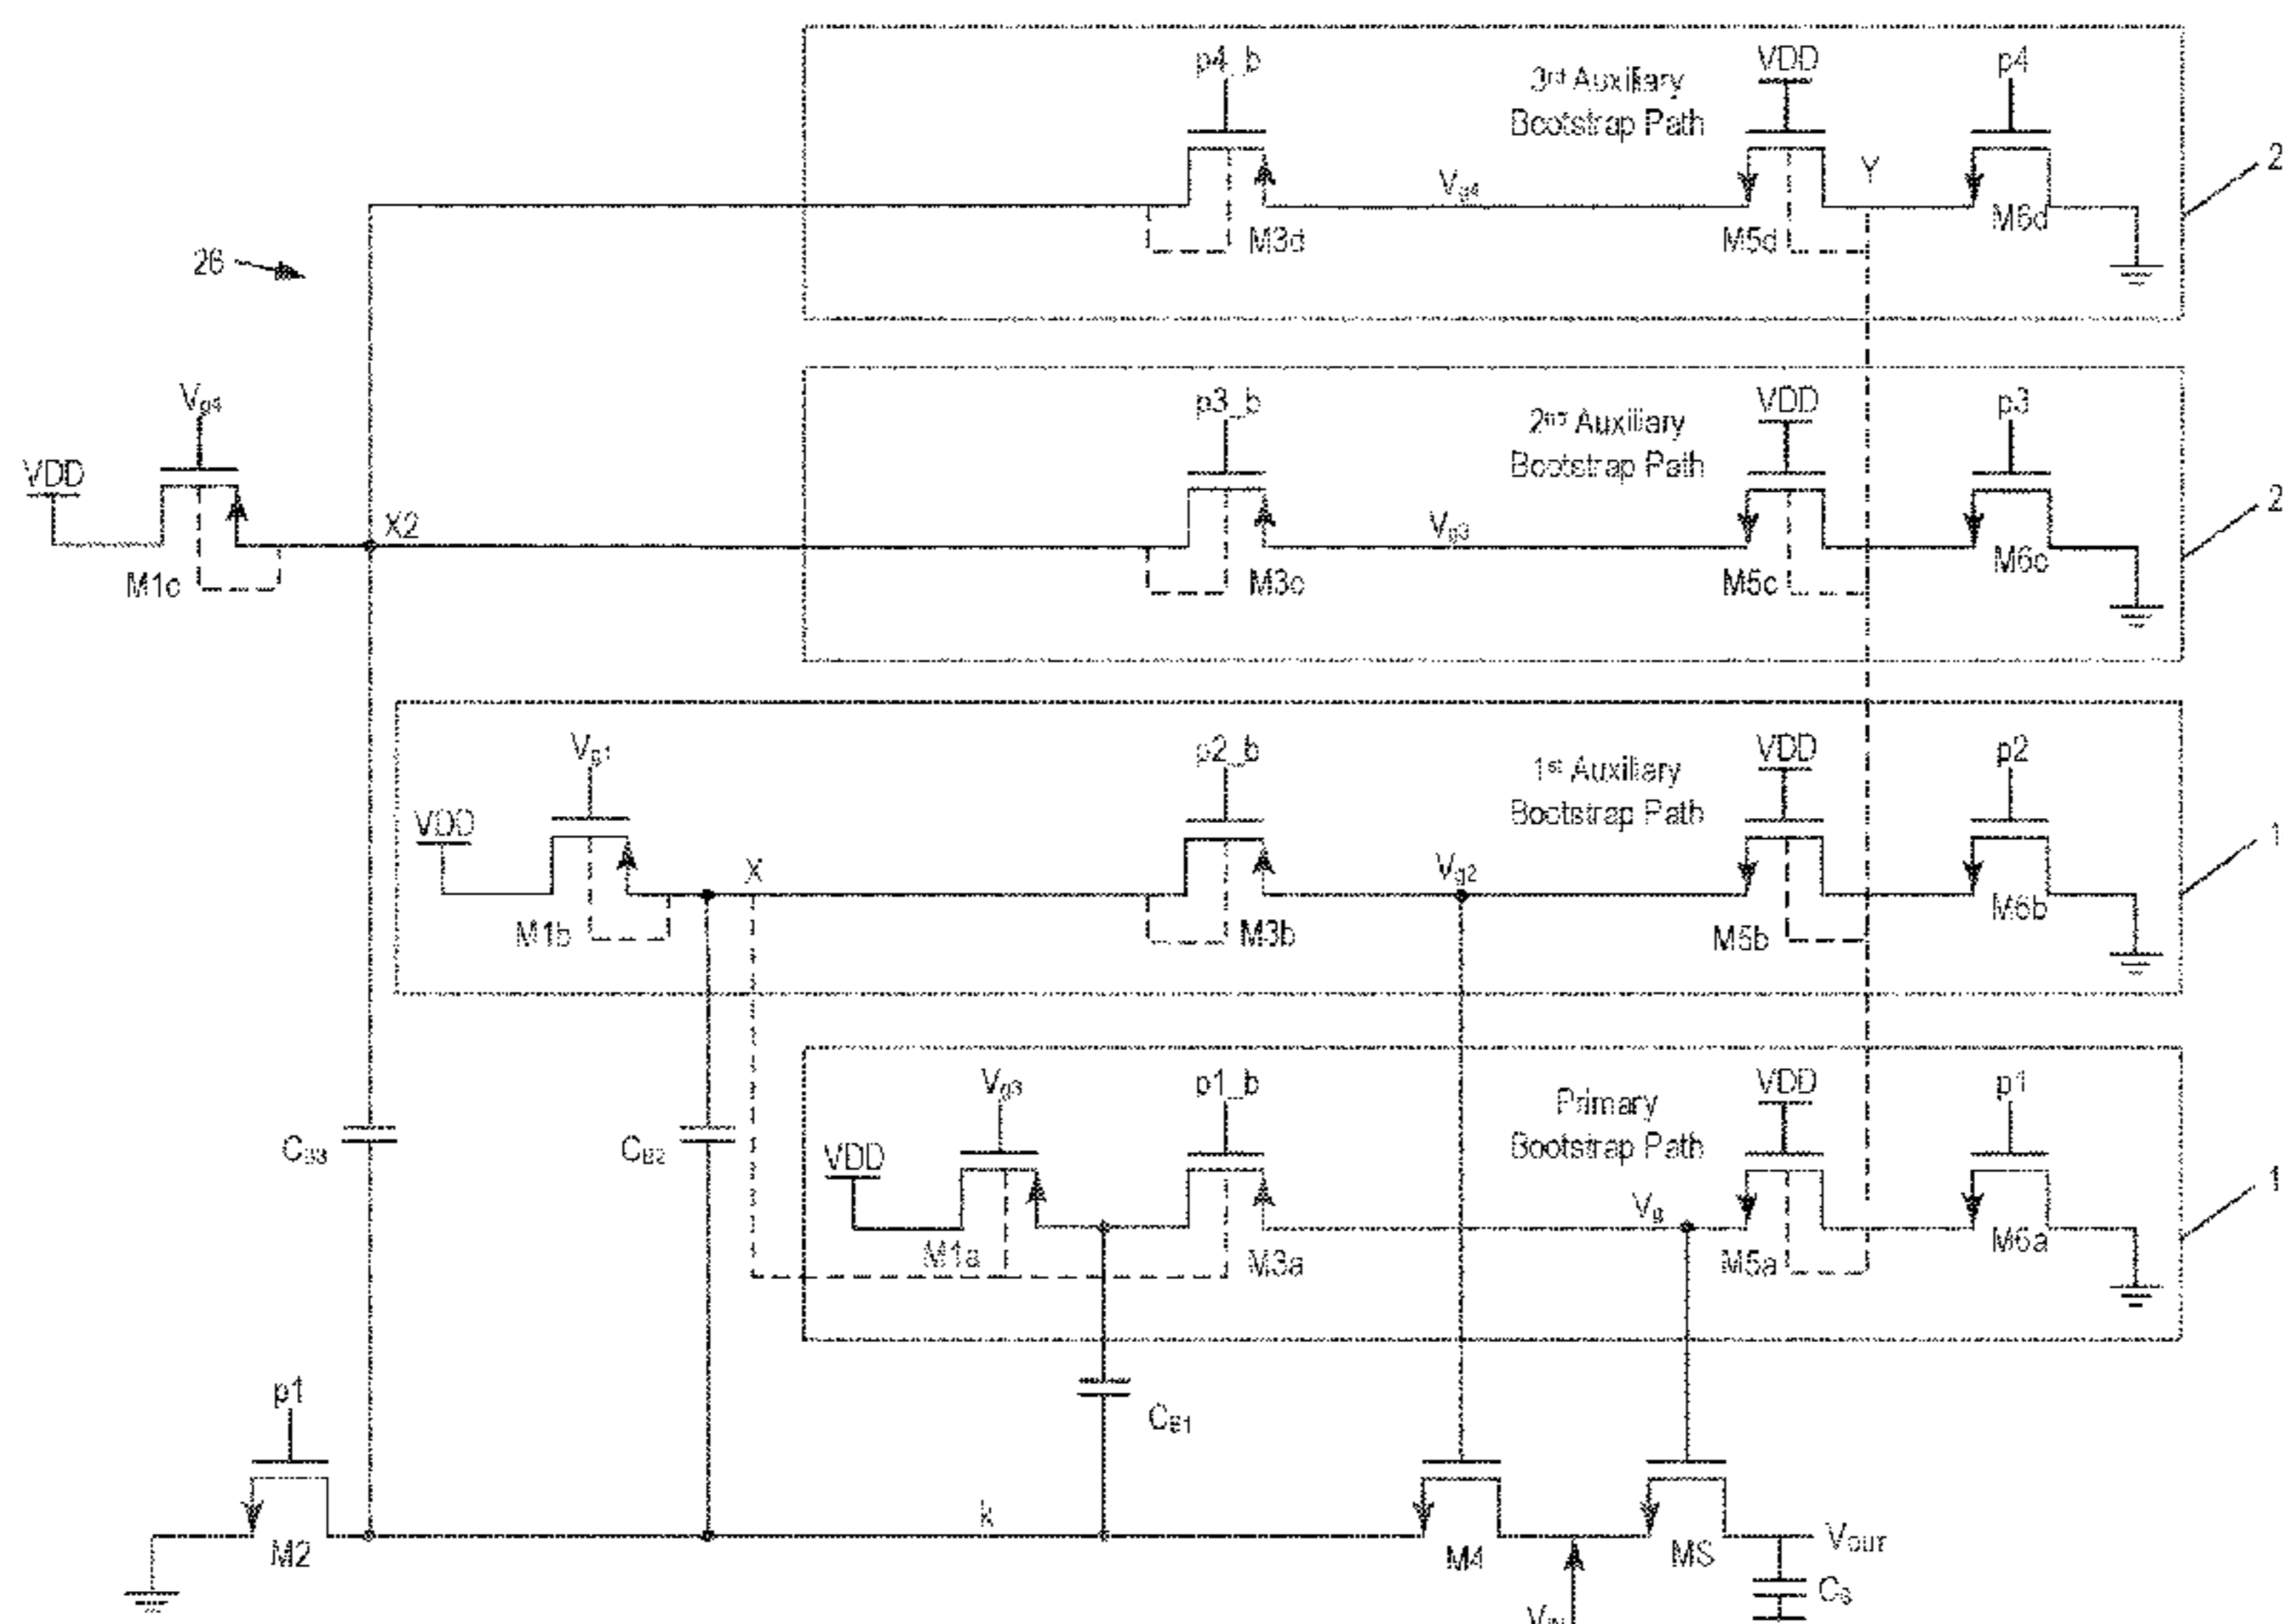 p4_b
3rd Auxiliary
Bootstrap Path
VDD
p4
2
Vg4
Y
M3d
M5d
M6d
26
Vg4
VDD
M1c
X2
p3_b
2nd Auxiliary
Bootstrap Path
VDD
p3
2
Vg3
M3c
M5c
M6c
Vg1
VDD
M1b
X
p2_b
1st Auxiliary
Bootstrap Path
VDD
p2
1
Vg2
M3b
M5b
M6b
CB3
CB2
Vg3
VDD
M1a
p1_b
Primary
Bootstrap Path
VDD
p1
1
Vg
M3a
M5a
M6a
CB1
p1
M2
k
M4
MS
VOUT
CS
VIN